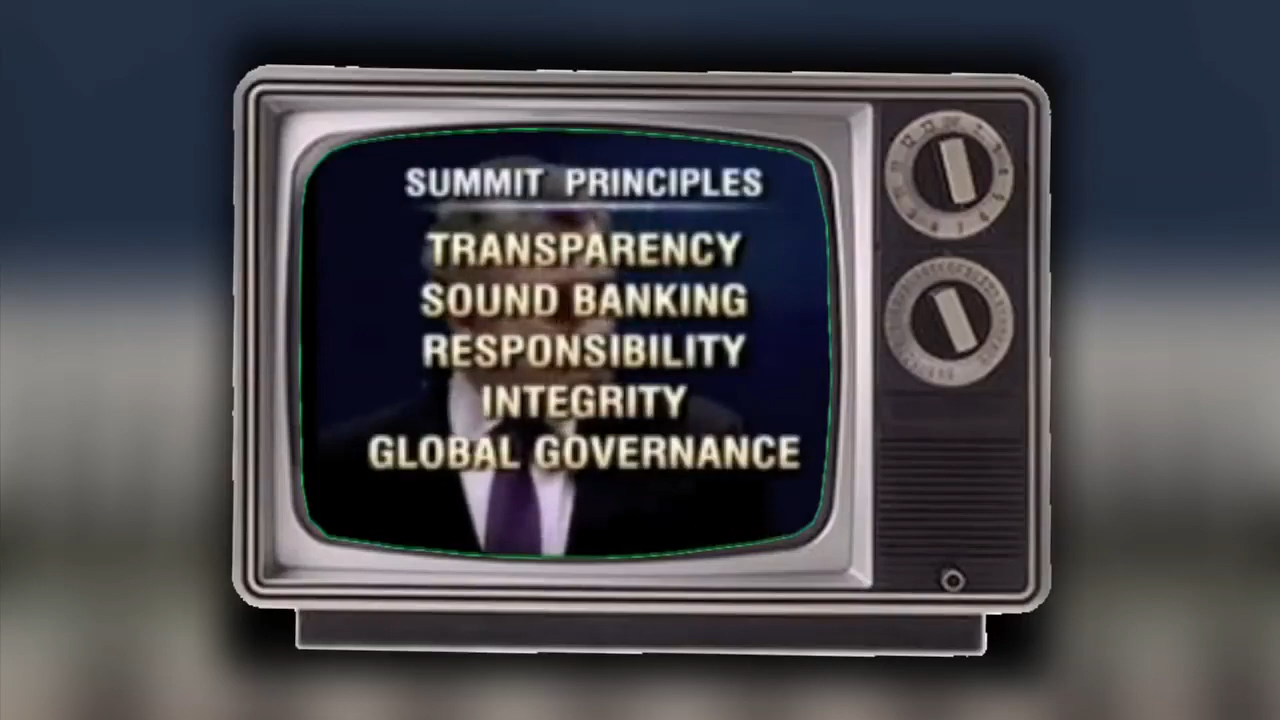 SUMMIT PRINCIPLES
TRANSPARENCY
SOUND BANKING
RESPONSIBILITY
INTEGRITY
GLOBAL GOVERNANCE